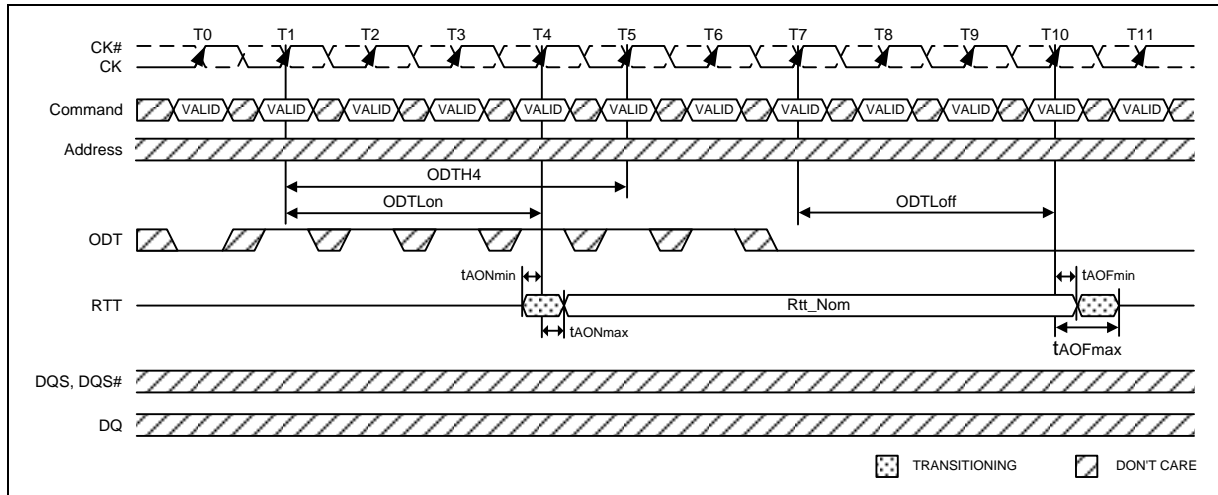 T0 T1 T2 T3 T4 T5 T6 T7 T8 T9 T10 T11
CK#
CK
Command VALID VALID VALID VALID VALID VALID VALID VALID VALID VALID VALID VALID
Address
ODTH4
ODTLon ODTLoff
ODT
tAONmin tAOFmin
RTT Rtt_Nom
tAONmax tAOFmax
DQS, DQS#
DQ
TRANSITIONING DON'T CARE